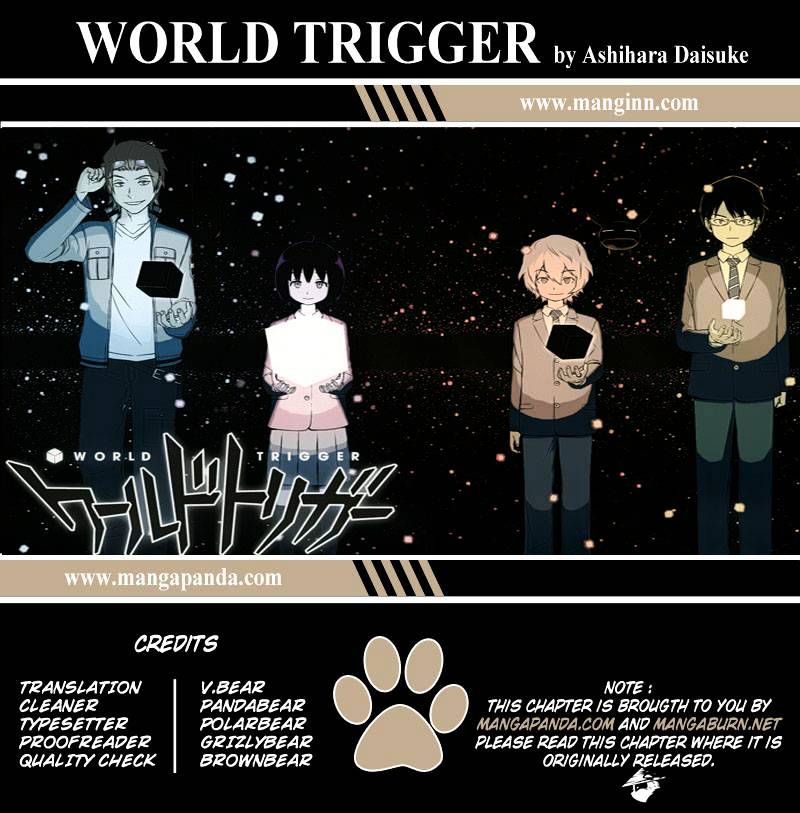 WORLD TRIGGER by Ashihara Daisuke
www.manginn.com
WORLD TRIGGER
ワールドトリガー
www.mangapanda.com
CREDITS
TRANSLATION V.BEAR
CLEANER PANDABEAR
TYPESETTER POLARBEAR
PROOFREADER GRIZLYBEAR
QUALITY CHECK BROWNBEAR
NOTE :
THIS CHAPTER IS BROUGTH TO YOU BY
MANGAPANDA.COM AND MANGABURN.NET
PLEASE READ THIS CHAPTER WHERE IT IS
ORIGINALLY RELEASED.